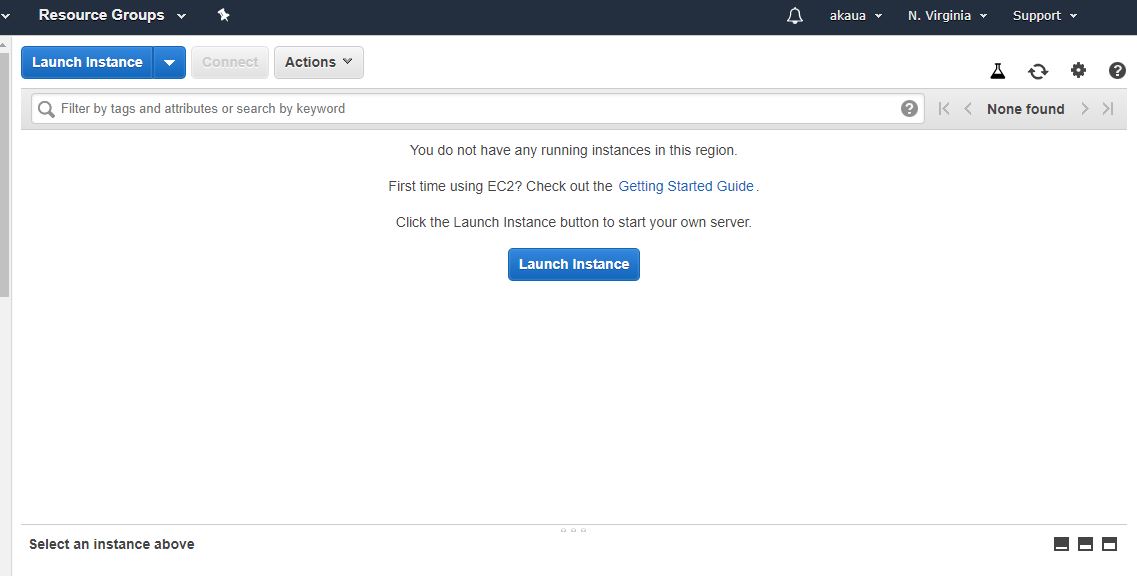 Resource Groups akaua N. Virginia Support
Launch Instance Connect Actions
Filter by tags and attributes or search by keyword ? None found
You do not have any running instances in this region.
First time using EC2? Check out the Getting Started Guide.
Click the Launch Instance button to start your own server.
Launch Instance
Select an instance above